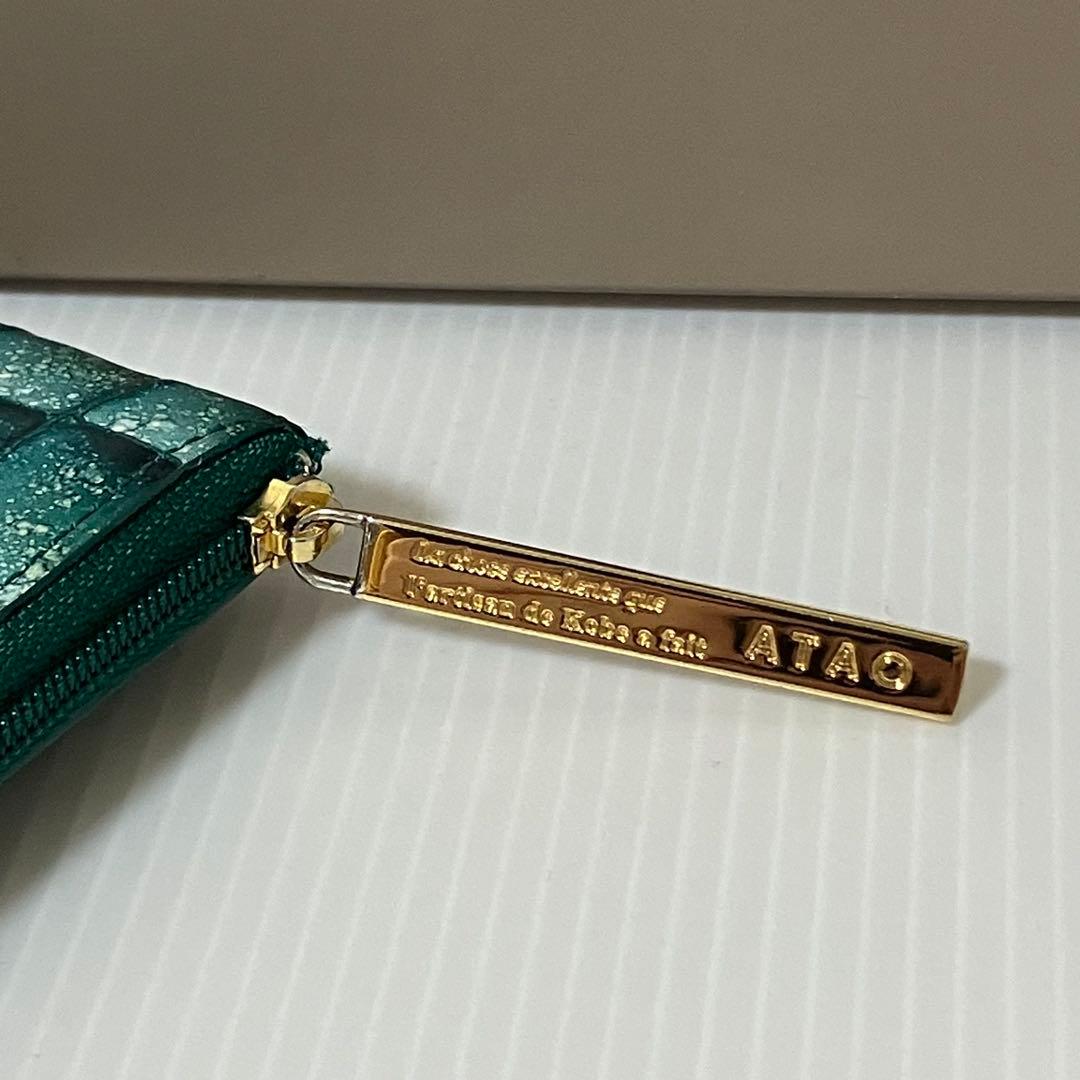 La chose excellente que
l'artisan de Kobe a fait
ATAO